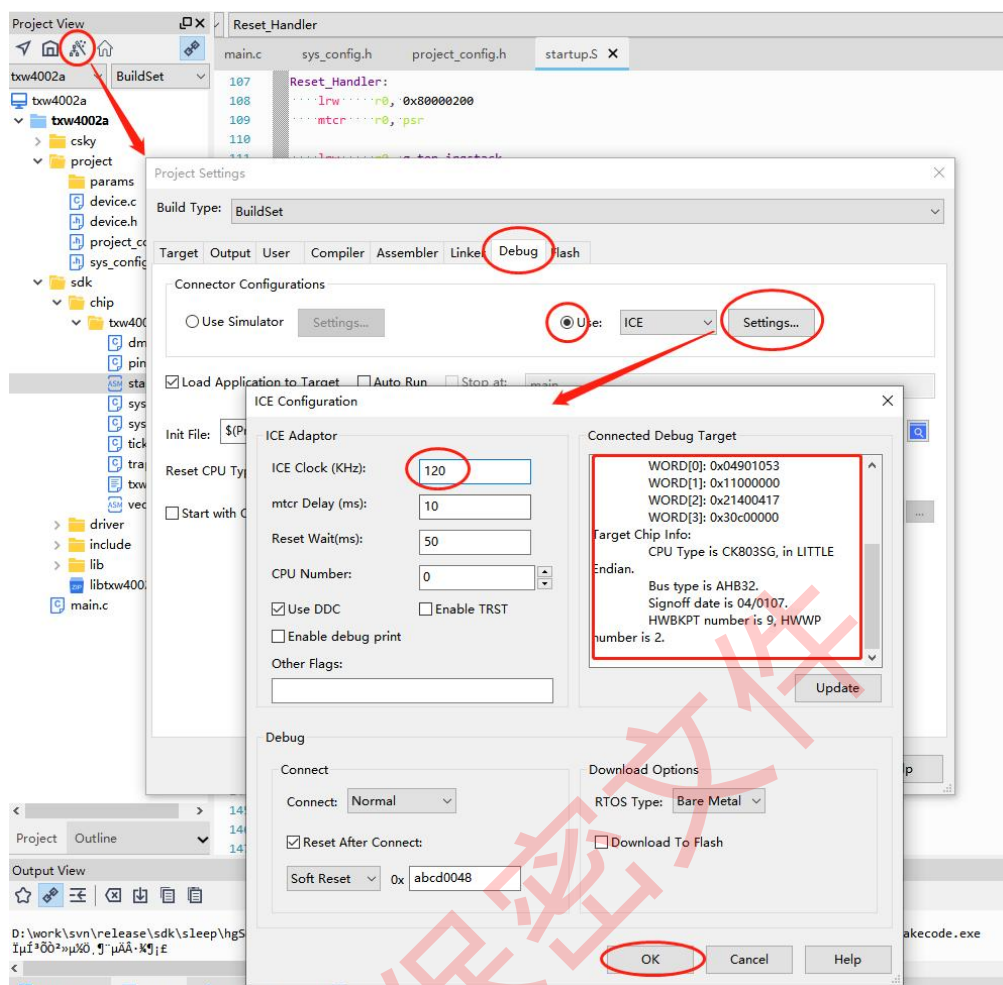 Project View
Reset_Handler
main.c sys_config.h project_config.h startup.S
txw4002a BuildSet
txw4002a
txw4002a
csky
project
params
device.c
device.h
sdk
chip
driver
include
lib
main.c
107 Reset_Handler:
108 lrw r0, 0x80000200
109 mtcr r0, psr
110
Project Settings
Build Type: BuildSet
Target Output User Compiler Assembler Linker Debug Flash
Connector Configurations
Use Simulator Settings... Use: ICE Settings...
Load Application to Target Auto Run Stop at: main
Init File:
ICE Configuration
ICE Adaptor
ICE Clock (KHz): 120
mtcr Delay (ms): 10
Reset Wait(ms): 50
CPU Number: 0
Use DDC Enable TRST
Enable debug print
Other Flags:
Connected Debug Target
WORD[0]: 0x04901053
WORD[1]: 0x11000000
WORD[2]: 0x21400417
WORD[3]: 0x30c00000
Target Chip Info:
CPU Type is CK803SG, in LITTLE
Endian.
Bus type is AHB32.
Signoff date is 04/0107.
HWBKPT number is 9, HWWP
number is 2.
Update
Debug
Connect
Connect: Normal
Reset After Connect:
Soft Reset 0x abcd0048
Download Options
RTOS Type: Bare Metal
Download To Flash
OK Cancel Help
Project Outline
Output View
保密文件